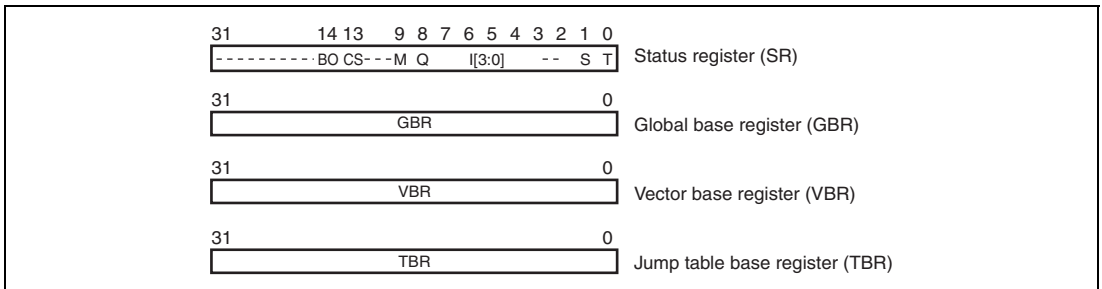 31 14 13 9 8 7 6 5 4 3 2 1 0
----------BO CS---M Q I[3:0] -- S T Status register (SR)
31 0
GBR Global base register (GBR)
31 0
VBR Vector base register (VBR)
31 0
TBR Jump table base register (TBR)